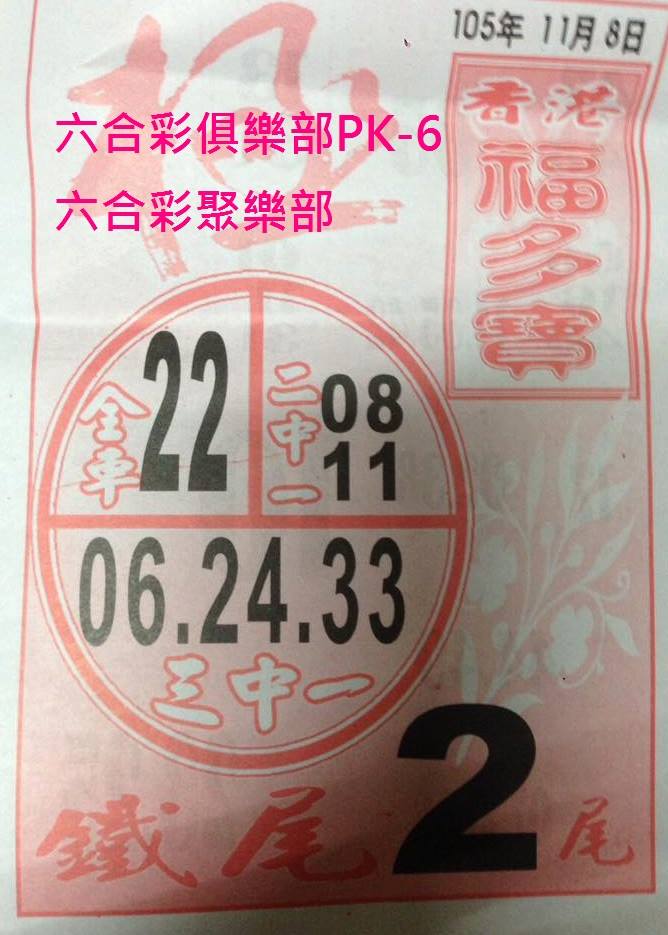 105年 11月8日
香港
福多寶
六合彩俱樂部PK-6
六合彩聚樂部
全車 22
二中一 08 11
06.24.33
三中一
鐵尾 2 尾